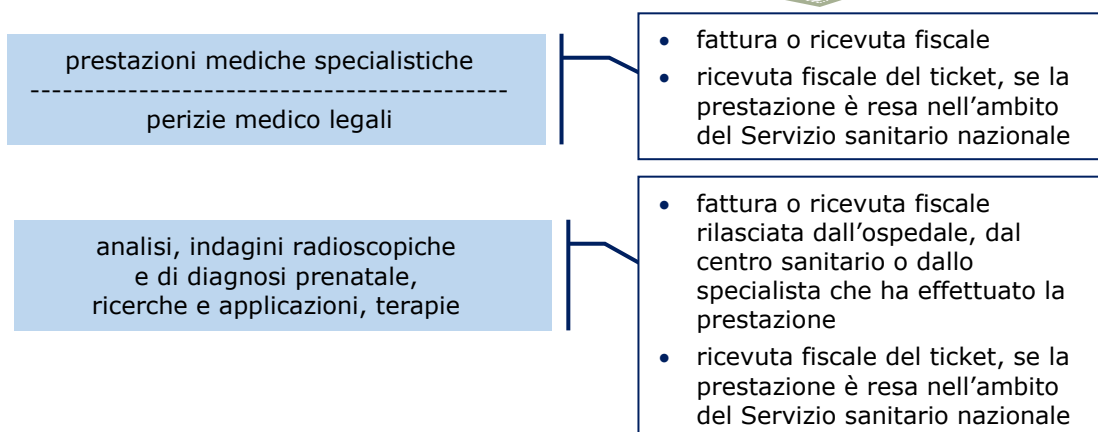 prestazioni mediche specialistiche
--------------------------------------------
perizie medico legali
• fattura o ricevuta fiscale
• ricevuta fiscale del ticket, se la
prestazione è resa nell’ambito
del Servizio sanitario nazionale
analisi, indagini radioscopiche
e di diagnosi prenatale,
ricerche e applicazioni, terapie
• fattura o ricevuta fiscale
rilasciata dall’ospedale, dal
centro sanitario o dallo
specialista che ha effettuato la
prestazione
• ricevuta fiscale del ticket, se la
prestazione è resa nell’ambito
del Servizio sanitario nazionale